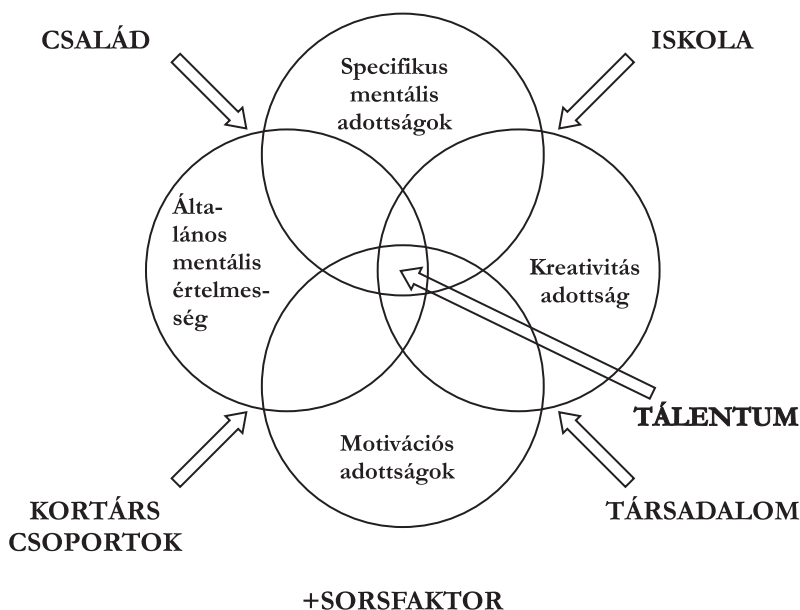 CSALÁD
ISKOLA
Specifikus
mentális
adottságok
Álta-
lános
mentális
értelmes-
ség
Kreativitás
adottság
TÁLENTUM
Motivációs
adottságok
KORTÁRS
CSOPORTOK
TÁRSADALOM
+SORSFAKTOR